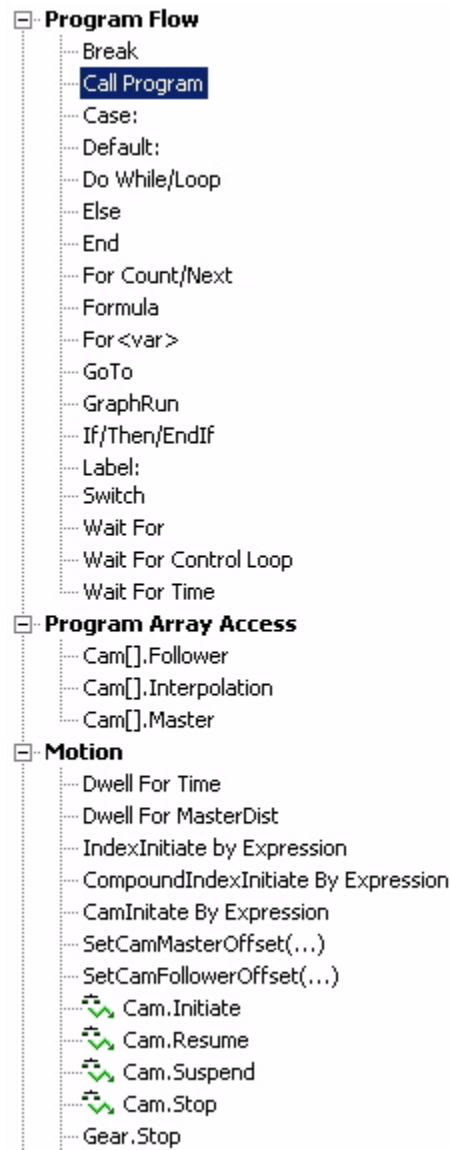 Program Flow
Break
Call Program
Case:
Default:
Do While/Loop
Else
End
For Count/Next
Formula
For<var>
GoTo
GraphRun
If/Then/EndIf
Label:
Switch
Wait For
Wait For Control Loop
Wait For Time
Program Array Access
Cam[].Follower
Cam[].Interpolation
Cam[].Master
Motion
Dwell For Time
Dwell For MasterDist
IndexInitiate by Expression
CompoundIndexInitiate By Expression
CamInitate By Expression
SetCamMasterOffset(...)
SetCamFollowerOffset(...)
Cam.Initiate
Cam.Resume
Cam.Suspend
Cam.Stop
Gear.Stop